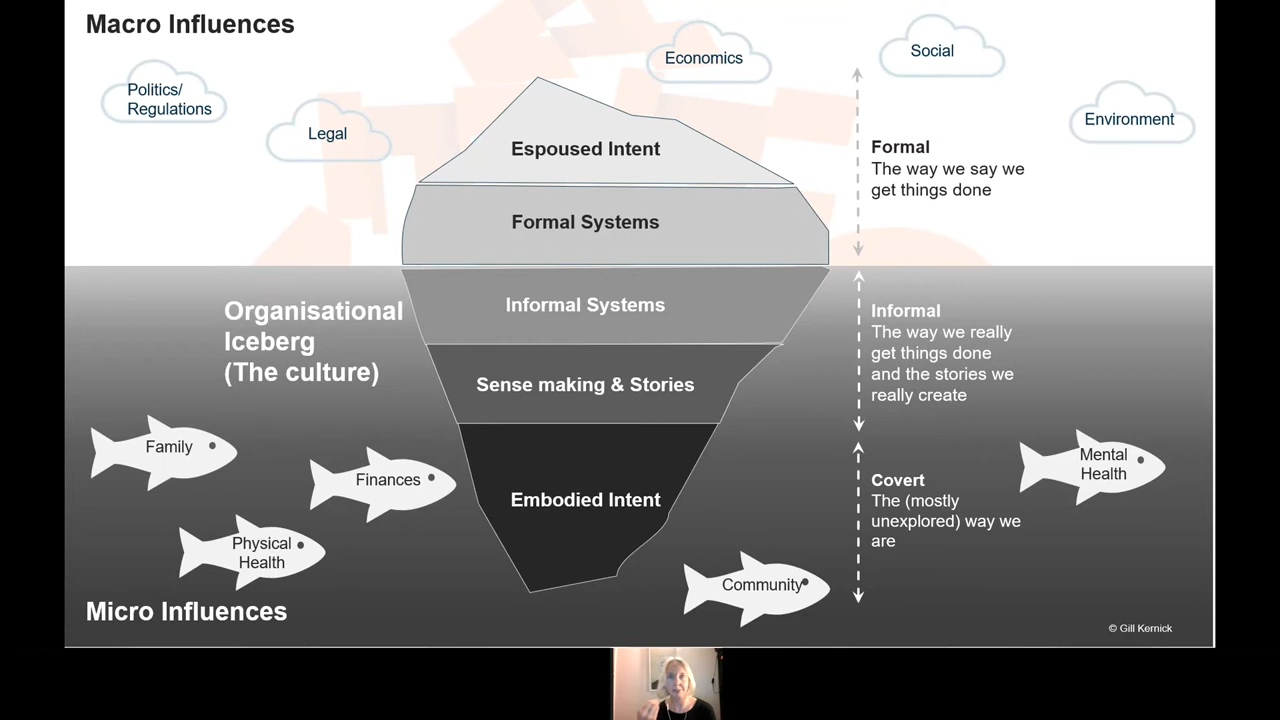 Macro Influences
Politics/
Regulations
Legal
Economics
Social
Environment
Espoused Intent
Formal Systems
Formal
The way we say we
get things done
Organisational
Iceberg
(The culture)
Informal Systems
Sense making & Stories
Embodied Intent
Informal
The way we really
get things done
and the stories we
really create
Covert
The (mostly
unexplored) way we
are
Family
Finances
Physical
Health
Community
Mental
Health
Micro Influences
© Gill Kernick